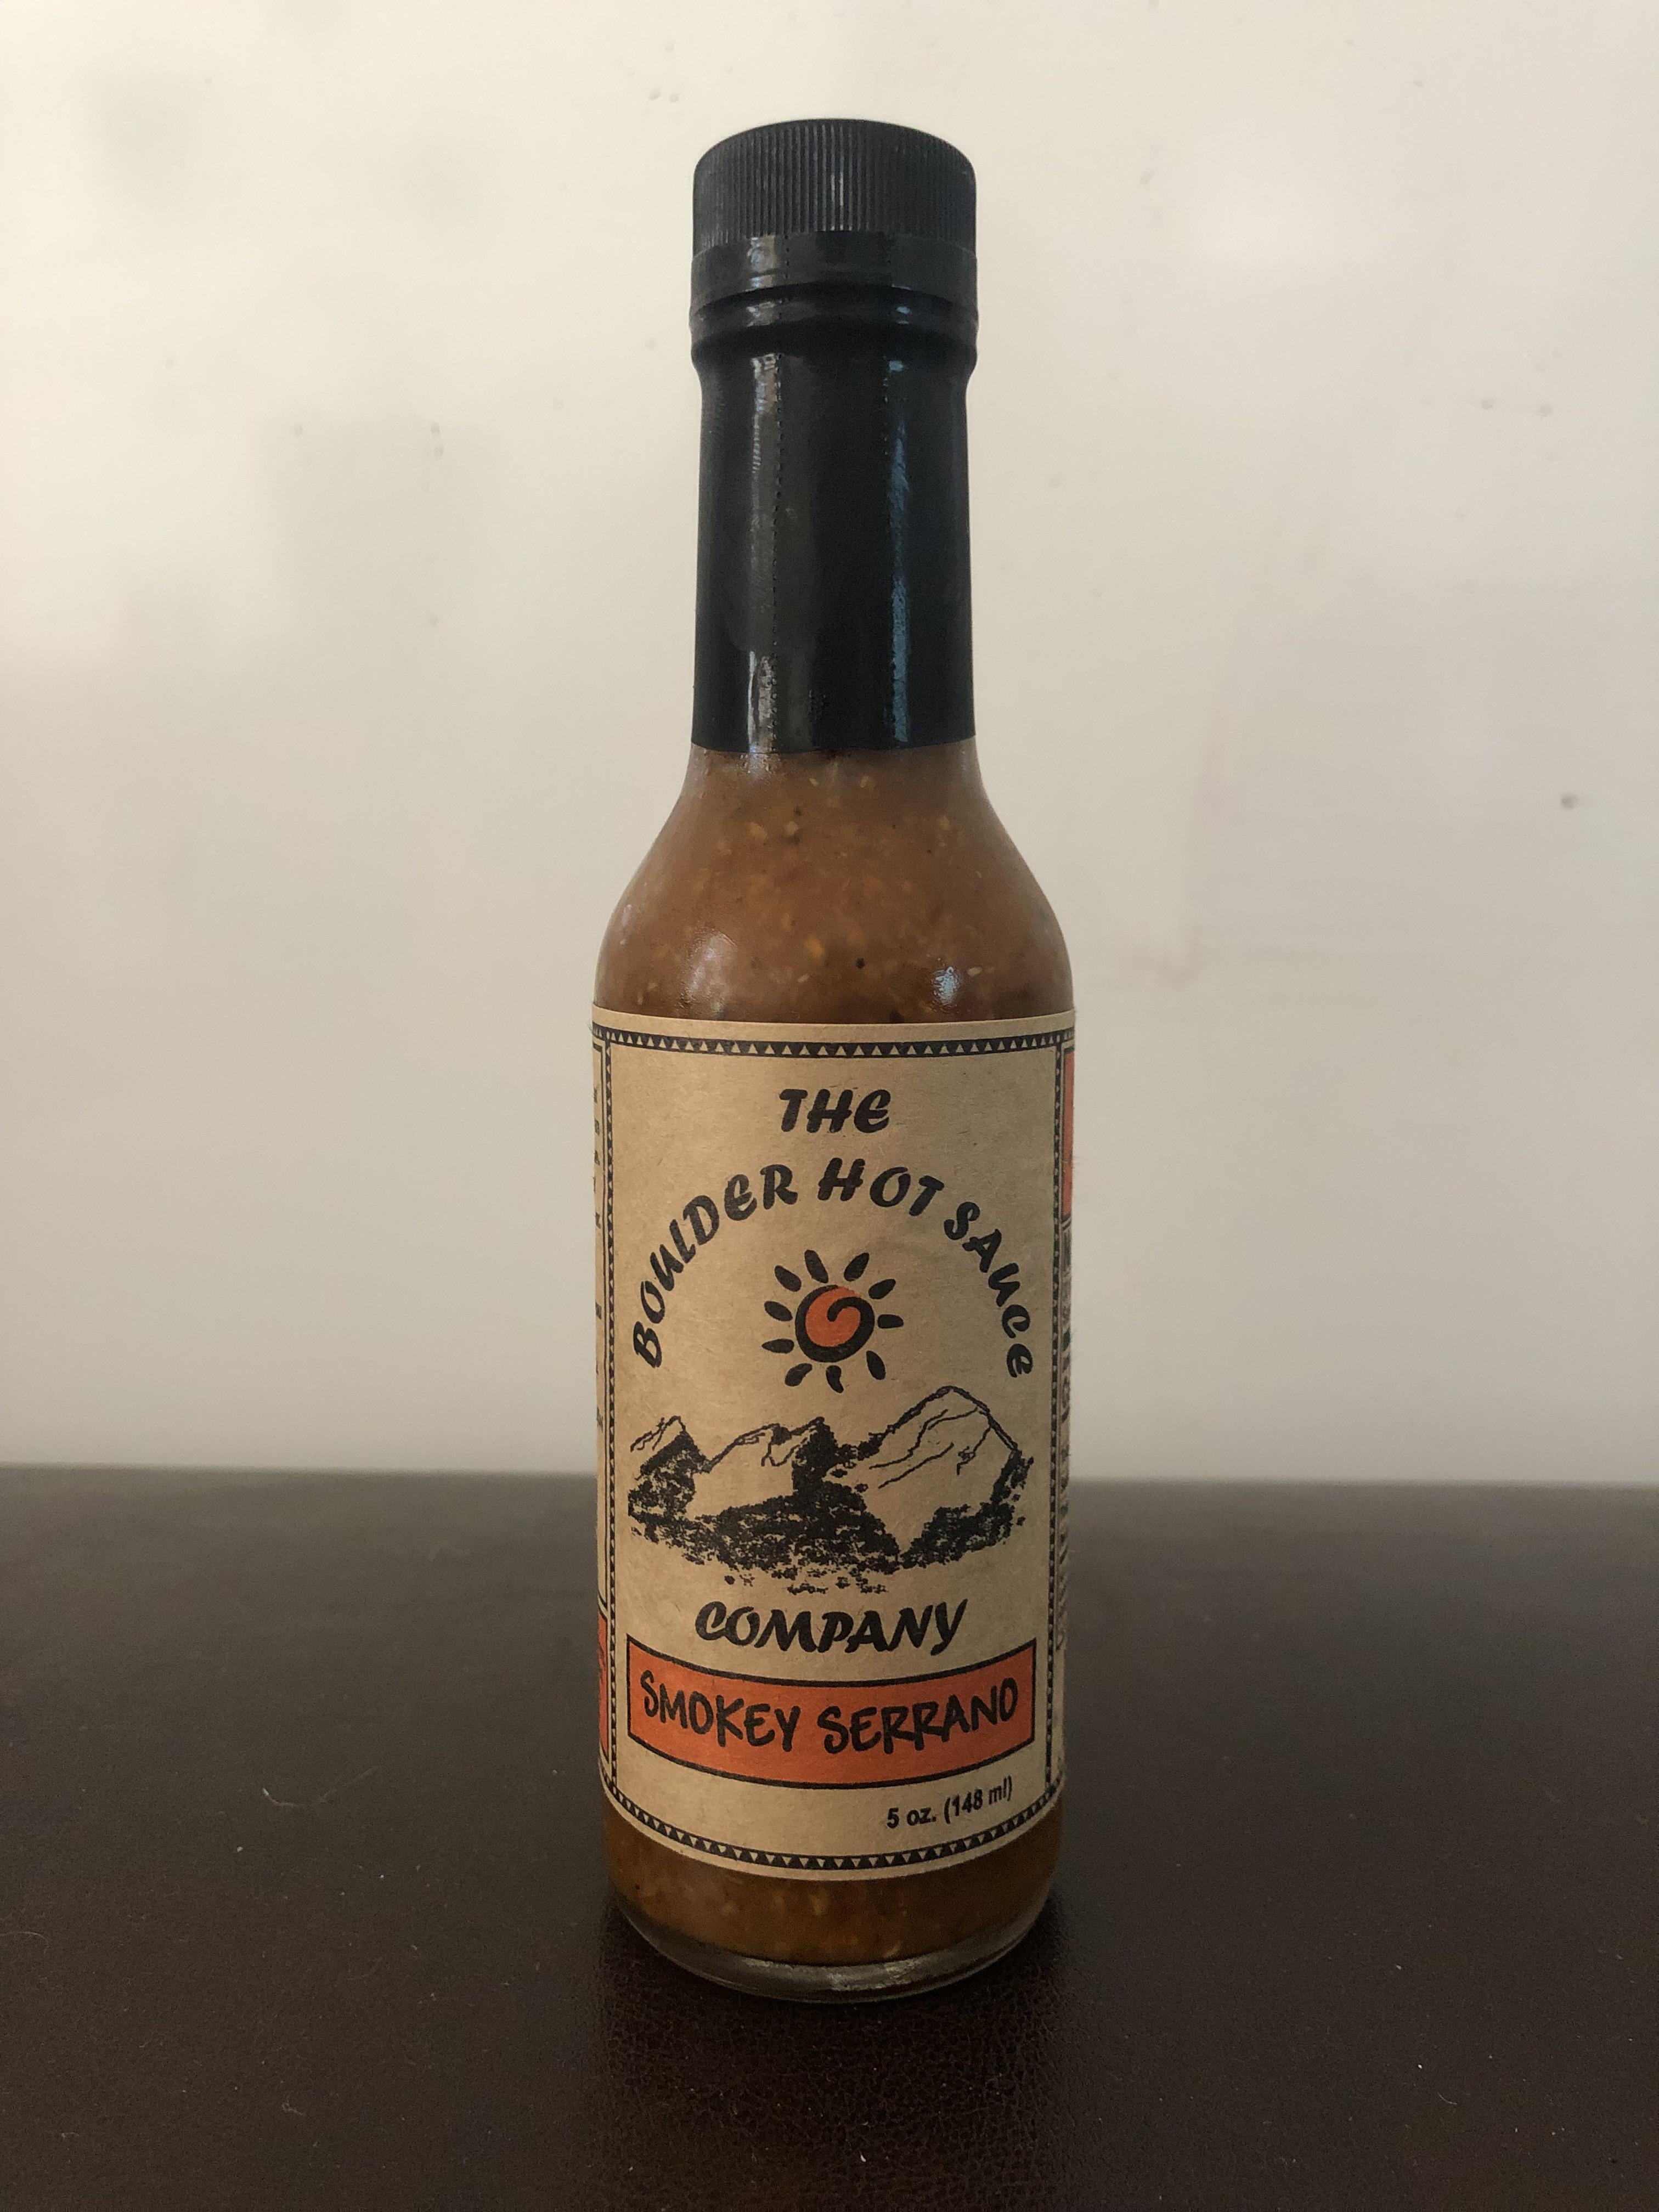 THE
BOULDER HOT SAUCE
COMPANY
SMOKEY SERRANO
5 oz. (148 ml)